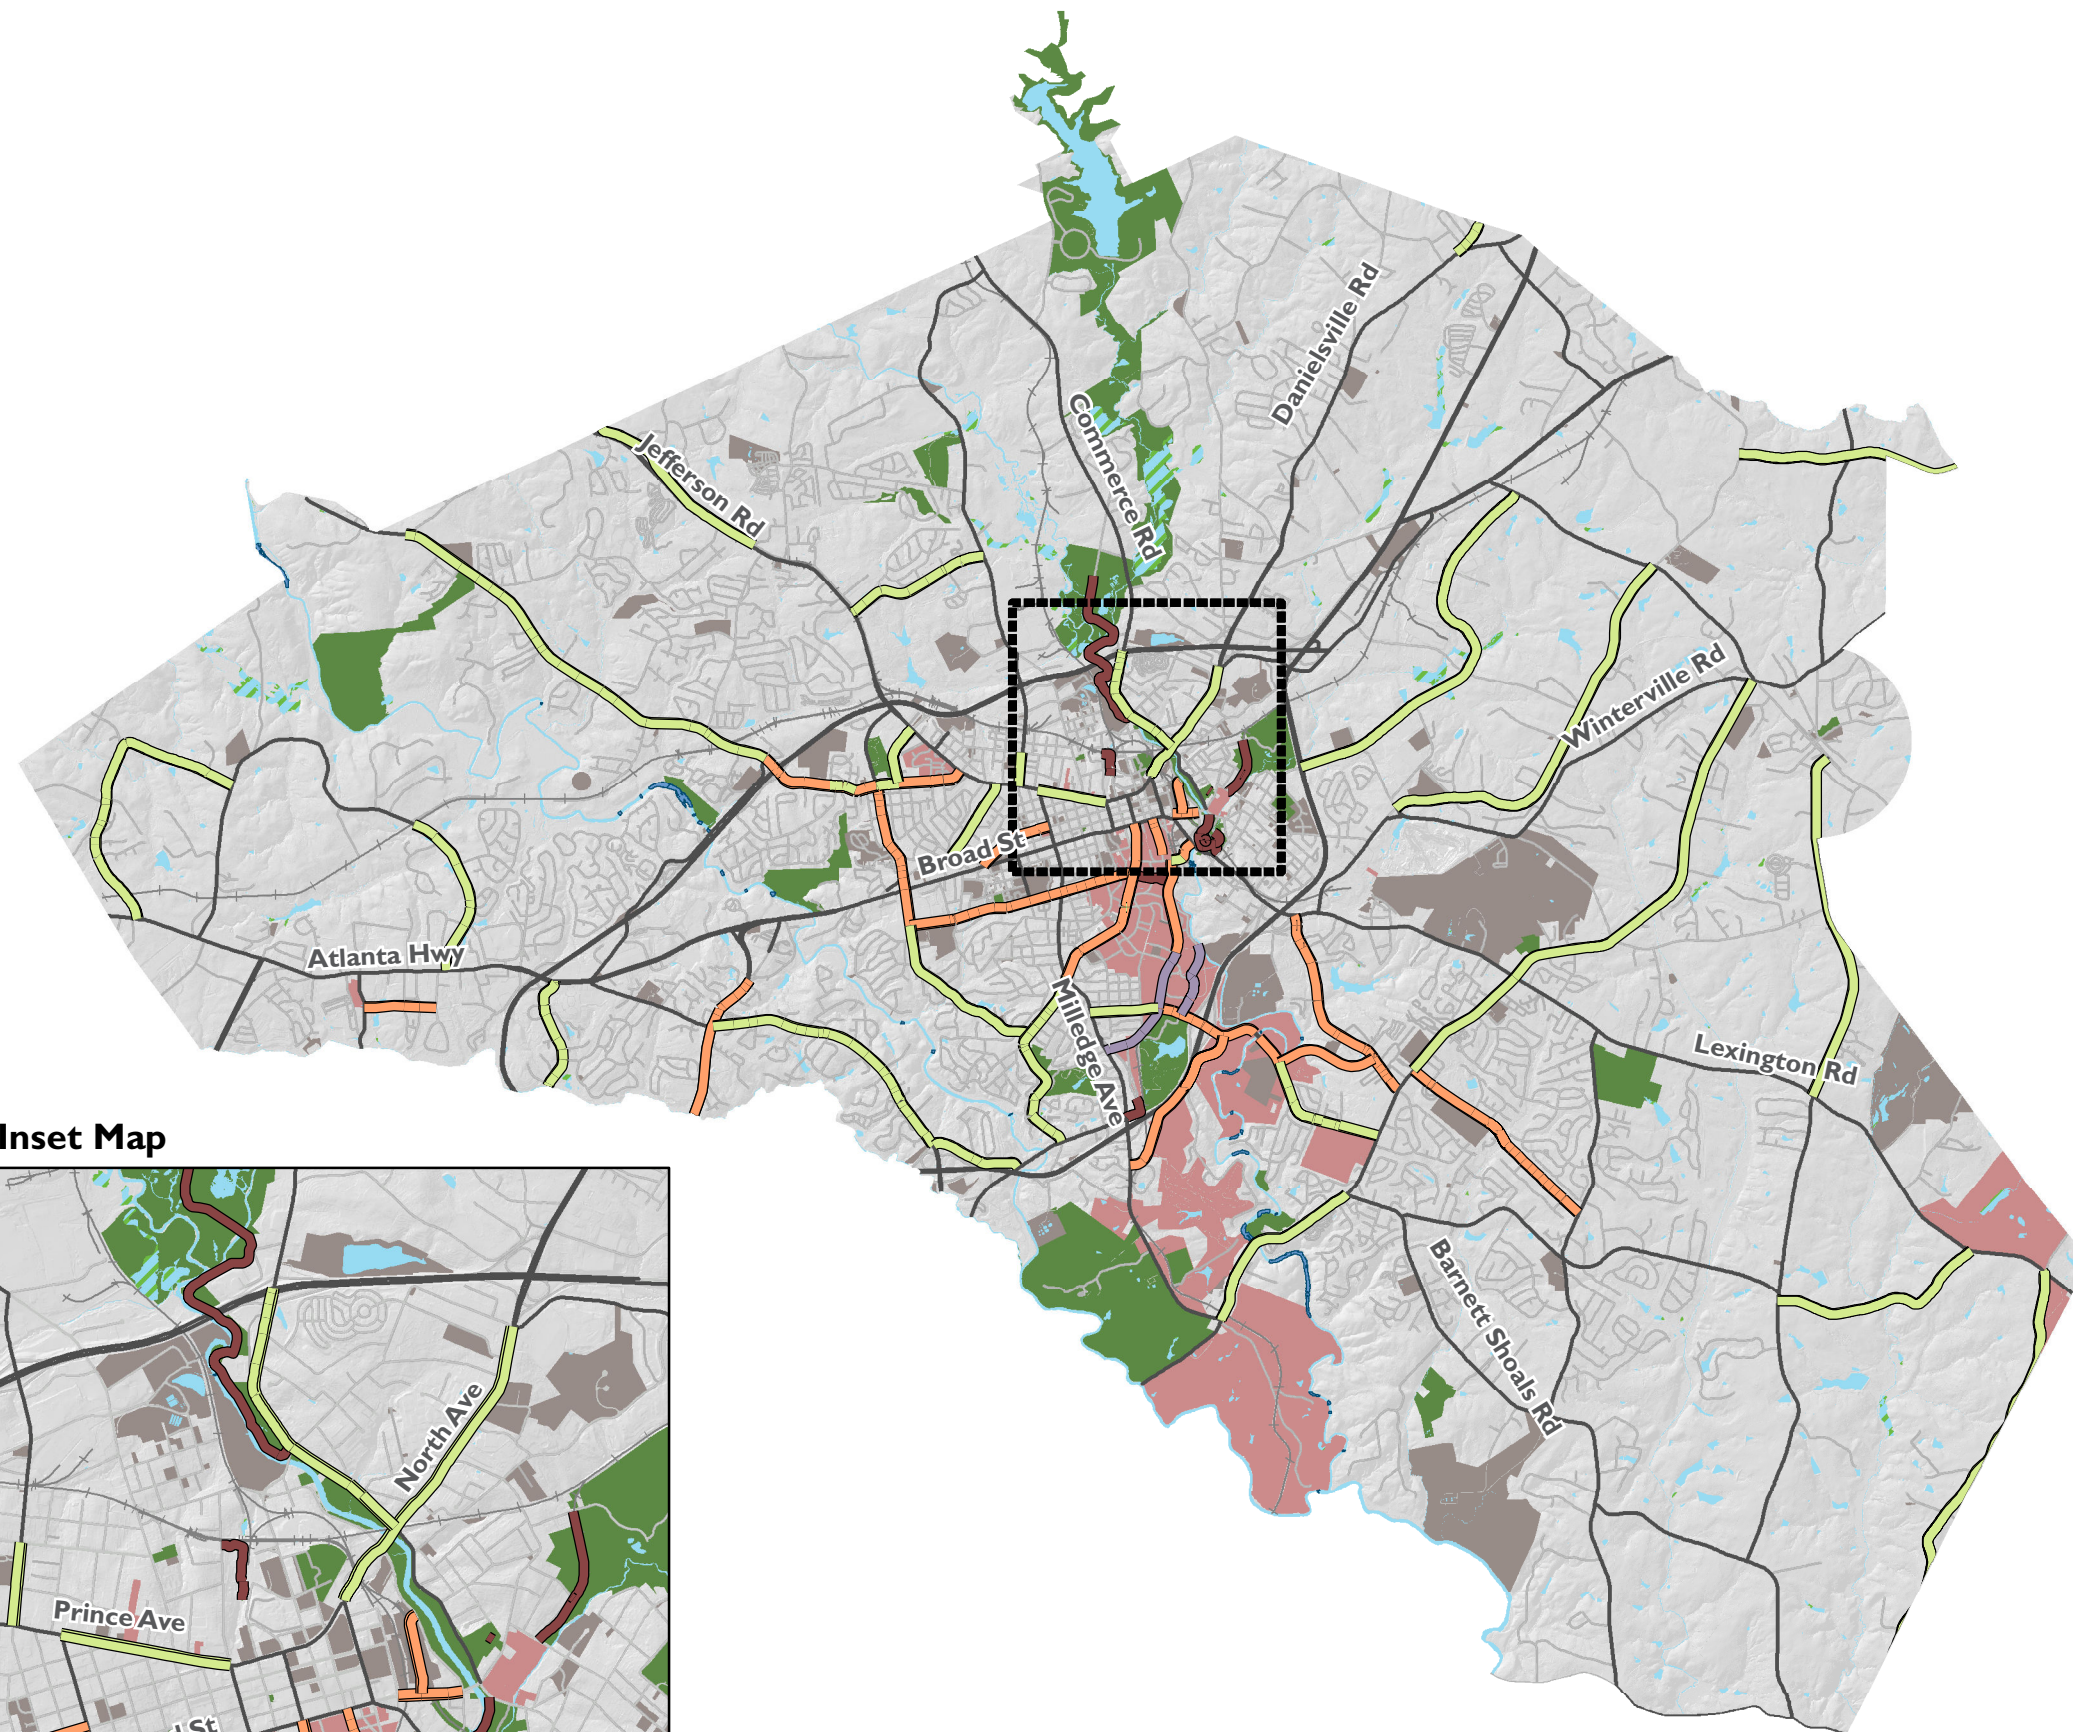 Danielsville Rd
Commerce Rd
Jefferson Rd
Winterville Rd
Broad St
Atlanta Hwy
Milledge Ave
Lexington Rd
Barnett Shoals Rd
Inset Map
North Ave
Prince Ave
St